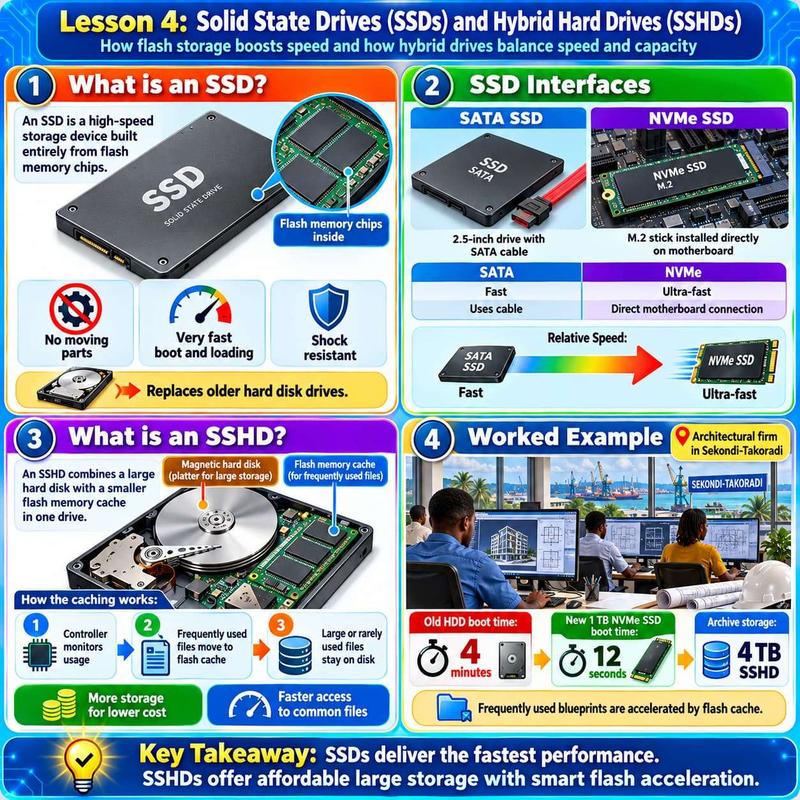 Lesson 4: Solid State Drives (SSDs) and Hybrid Hard Drives (SSHDs)
How flash storage boosts speed and how hybrid drives balance speed and capacity
1 What is an SSD?
An SSD is a high-speed
storage device built
entirely from flash
memory chips.
SSD
SOLID STATE DRIVE
Flash memory chips
inside
No moving
parts
Very fast
boot and loading
Shock
resistant
Replaces older hard disk drives.
2 SSD Interfaces
SATA SSD
SSD
SATA
2.5-inch drive with
SATA cable
NVMe SSD
NVMe SSD
M.2
M.2 stick installed directly
on motherboard
SATA NVMe
Fast Ultra-fast
Uses cable Direct motherboard connection
Relative Speed:
SATA
SSD
Fast
NVMe SSD
Ultra-fast
3 What is an SSHD?
An SSHD combines a large
hard disk with a smaller
flash memory cache
in one drive.
Magnetic hard disk
(platter for large storage)
Flash memory cache
(for frequently used files)
How the caching works:
1
Controller
monitors
usage
2
Frequently used
files move to
flash cache
3
Large or rarely
used files
stay on disk
More storage
for lower cost
Faster access
to common files
4 Worked Example
Architectural firm
in Sekondi-Takoradi
SEKONDI-TAKORADI
Old HDD boot time:
4
minutes
New 1 TB NVMe SSD
boot time:
12
seconds
Archive storage:
4 TB
SSHD
Frequently used blueprints are accelerated by flash cache.
Key Takeaway: SSDs deliver the fastest performance.
SSHDs offer affordable large storage with smart flash acceleration.